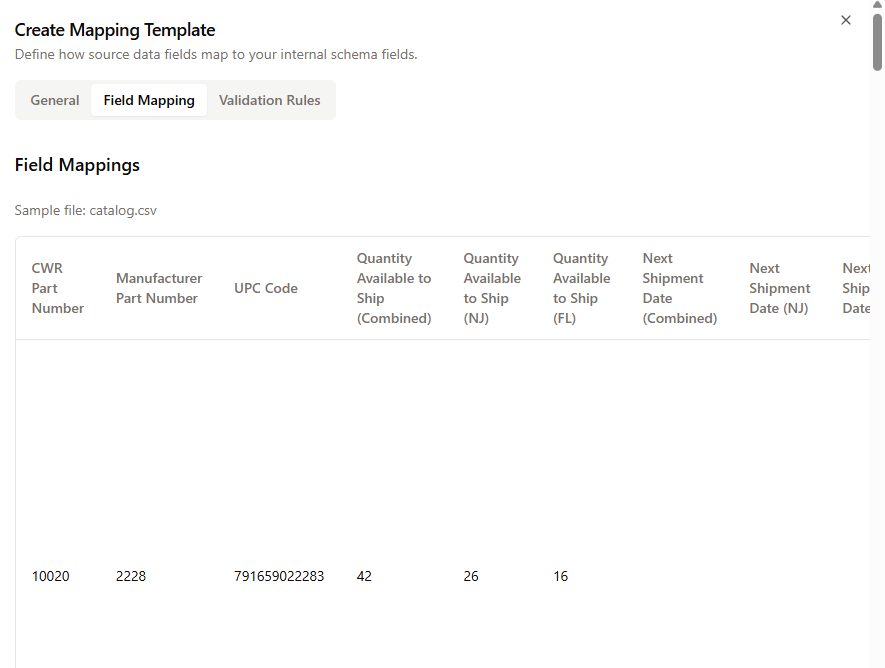 Create Mapping Template
Define how source data fields map to your internal schema fields.
General Field Mapping Validation Rules
Field Mappings
Sample file: catalog.csv
CWR
Part
Number
Manufacturer
Part Number
UPC Code
Quantity
Available to
Ship
(Combined)
Quantity
Available
to Ship
(NJ)
Quantity
Available
to Ship
(FL)
Next
Shipment
Date
(Combined)
Next
Shipment
Date (NJ)
Next
Ship
Date
10020 2228 791659022283 42 26 16